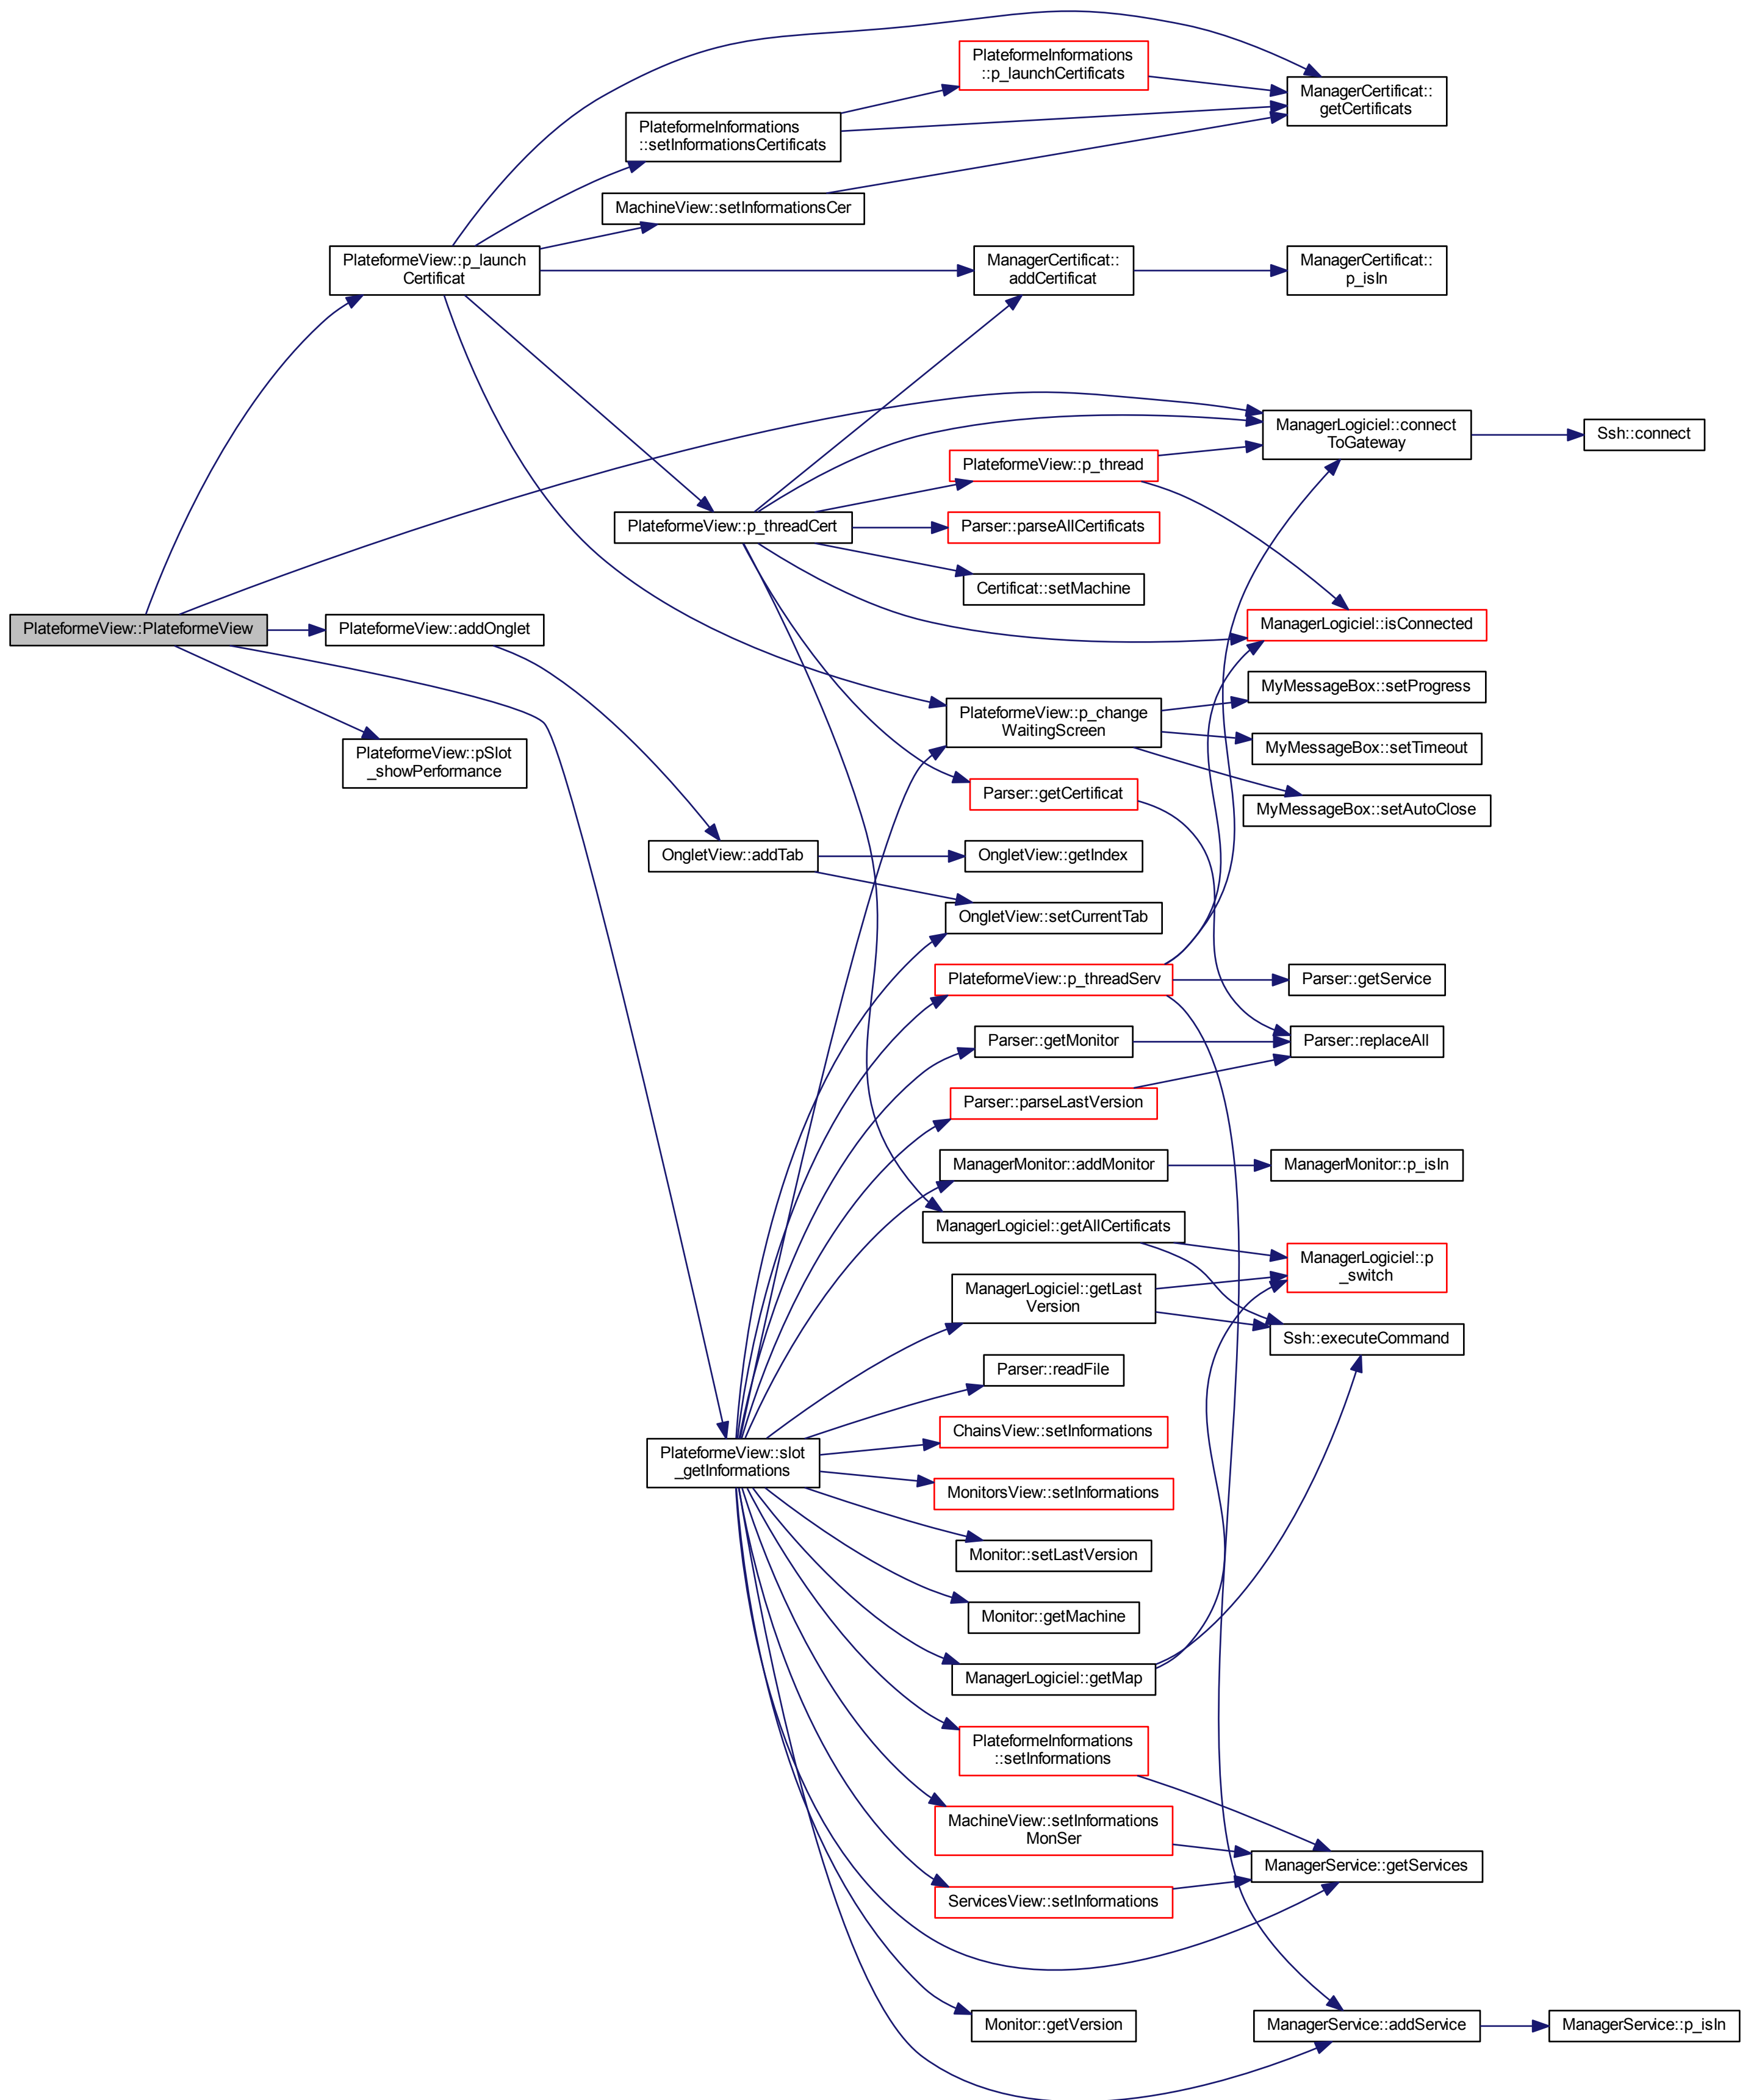 PlateformeInformations
::p_launchCertificats
ManagerCertificat::
getCertificats
PlateformeInformations
::setInformationsCertificats
MachineView::setInformationsCer
PlateformeView::p_launch
Certificat
ManagerCertificat::
addCertificat
ManagerCertificat::
p_isIn
ManagerLogiciel::connect
ToGateway
Ssh::connect
PlateformeView::p_thread
PlateformeView::p_threadCert
Parser::parseAllCertificats
Certificat::setMachine
PlateformeView::PlateformeView
PlateformeView::addOnglet
ManagerLogiciel::isConnected
MyMessageBox::setProgress
PlateformeView::p_change
WaitingScreen
MyMessageBox::setTimeout
PlateformeView::pSlot
_showPerformance
Parser::getCertificat
MyMessageBox::setAutoClose
OngletView::addTab
OngletView::getIndex
OngletView::setCurrentTab
PlateformeView::p_threadServ
Parser::getService
Parser::getMonitor
Parser::replaceAll
Parser::parseLastVersion
ManagerMonitor::addMonitor
ManagerMonitor::p_isIn
ManagerLogiciel::getAllCertificats
ManagerLogiciel::p
_switch
ManagerLogiciel::getLast
Version
Ssh::executeCommand
Parser::readFile
ChainsView::setInformations
PlateformeView::slot
_getInformations
MonitorsView::setInformations
Monitor::setLastVersion
Monitor::getMachine
ManagerLogiciel::getMap
PlateformeInformations
::setInformations
MachineView::setInformations
MonSer
ManagerService::getServices
ServicesView::setInformations
Monitor::getVersion
ManagerService::addService
ManagerService::p_isIn